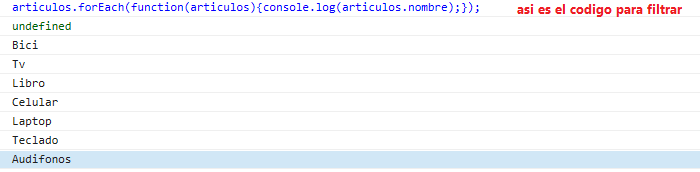 articulos.forEach(function(articulos){console.log(articulos.nombre);}); asi es el codigo para filtrar
undefined
Bici
Tv
Libro
Celular
Laptop
Teclado
Audifonos